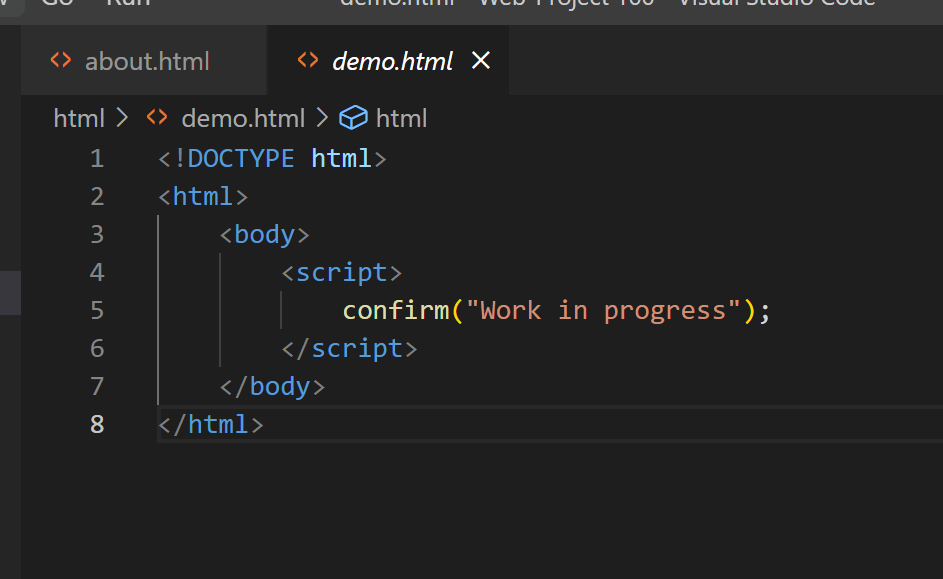 Go Run demo.html - Web-Project-100 - Visual Studio Code
about.html demo.html
html > demo.html > html
1 <!DOCTYPE html>
2 <html>
3 <body>
4 <script>
5 confirm("Work in progress");
6 </script>
7 </body>
8 </html>